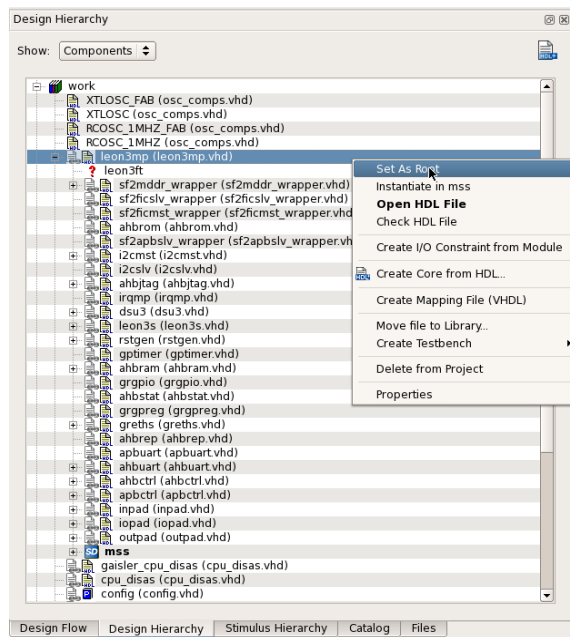 Design Hierarchy
Show: Components
work
XTLOSC_FAB (osc_comps.vhd)
XTLOSC (osc_comps.vhd)
RCOSC_1MHZ_FAB (osc_comps.vhd)
RCOSC_1MHZ (osc_comps.vhd)
leon3mp (leon3mp.vhd)
? leon3ft
sf2mddr_wrapper (sf2mddr_wrapper.vhd)
sf2ficslv_wrapper (sf2ficslv_wrapper.vhd)
sf2ficmst_wrapper (sf2ficmst_wrapper.vhd
ahbrom (ahbrom.vhd)
sf2apbslv_wrapper (sf2apbslv_wrapper.vh
i2cmst (i2cmst.vhd)
i2cslv (i2cslv.vhd)
ahbjtag (ahbjtag.vhd)
irqmp (irqmp.vhd)
dsu3 (dsu3.vhd)
leon3s (leon3s.vhd)
rstgen (rstgen.vhd)
gptimer (gptimer.vhd)
ahbram (ahbram.vhd)
grgpio (grgpio.vhd)
ahbstat (ahbstat.vhd)
grgpreg (grgpreg.vhd)
greths (greths.vhd)
ahbrep (ahbrep.vhd)
apbuart (apbuart.vhd)
ahbuart (ahbuart.vhd)
ahbctrl (ahbctrl.vhd)
apbctrl (apbctrl.vhd)
inpad (inpad.vhd)
iopad (iopad.vhd)
outpad (outpad.vhd)
SD mss
gaisler_cpu_disas (cpu_disas.vhd)
cpu_disas (cpu_disas.vhd)
config (config.vhd)
Set As Root
Instantiate in mss
Open HDL File
Check HDL File
Create I/O Constraint from Module
Create Core from HDL...
Create Mapping File (VHDL)
Move file to Library...
Create Testbench
Delete from Project
Properties
Design Flow Design Hierarchy Stimulus Hierarchy Catalog Files